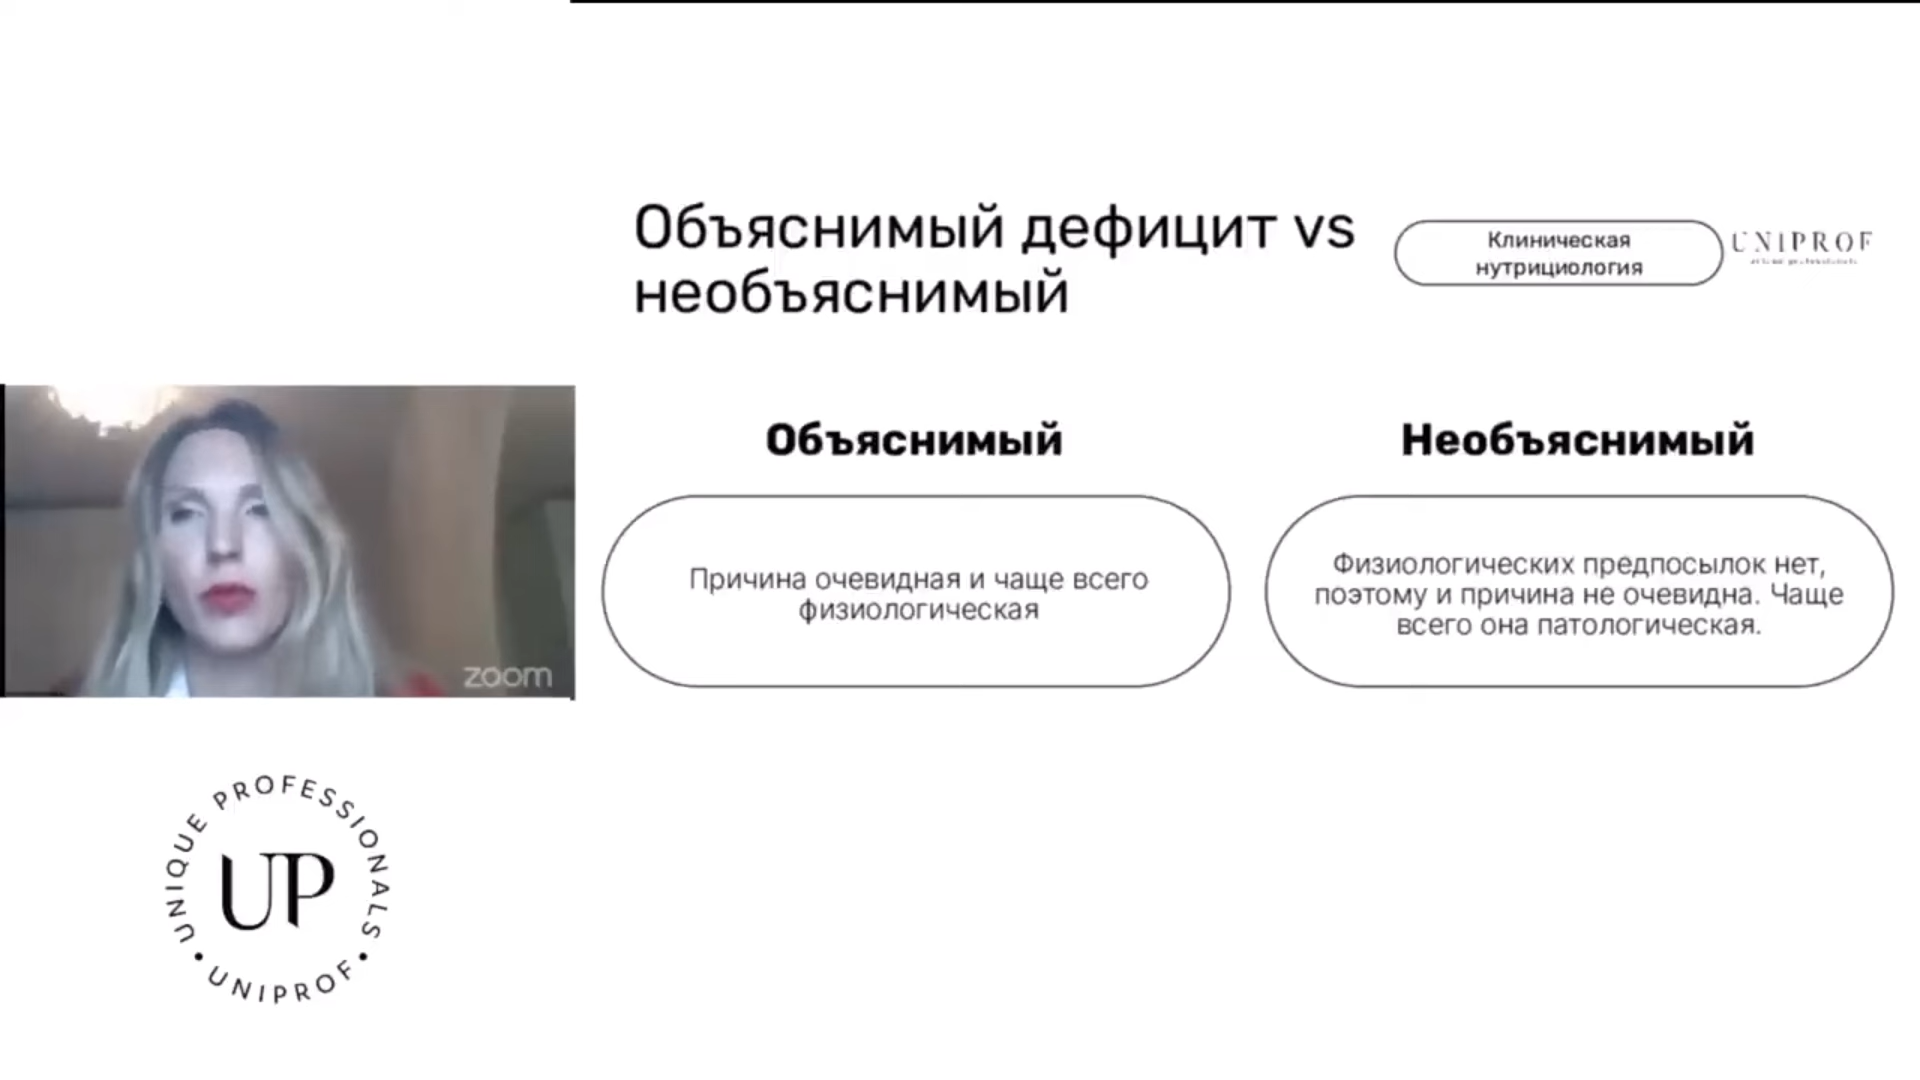 Объяснимый дефицит vs
необъяснимый
Клиническая
нутрициология
UNIPROF
Объяснимый
Необъяснимый
Причина очевидная и чаще всего
физиологическая
Физиологических предпосылок нет,
поэтому и причина не очевидна. Чаще
всего она патологическая.
zoom
UNIQUE PROFESSIONALS
UP
• UNIPROF •